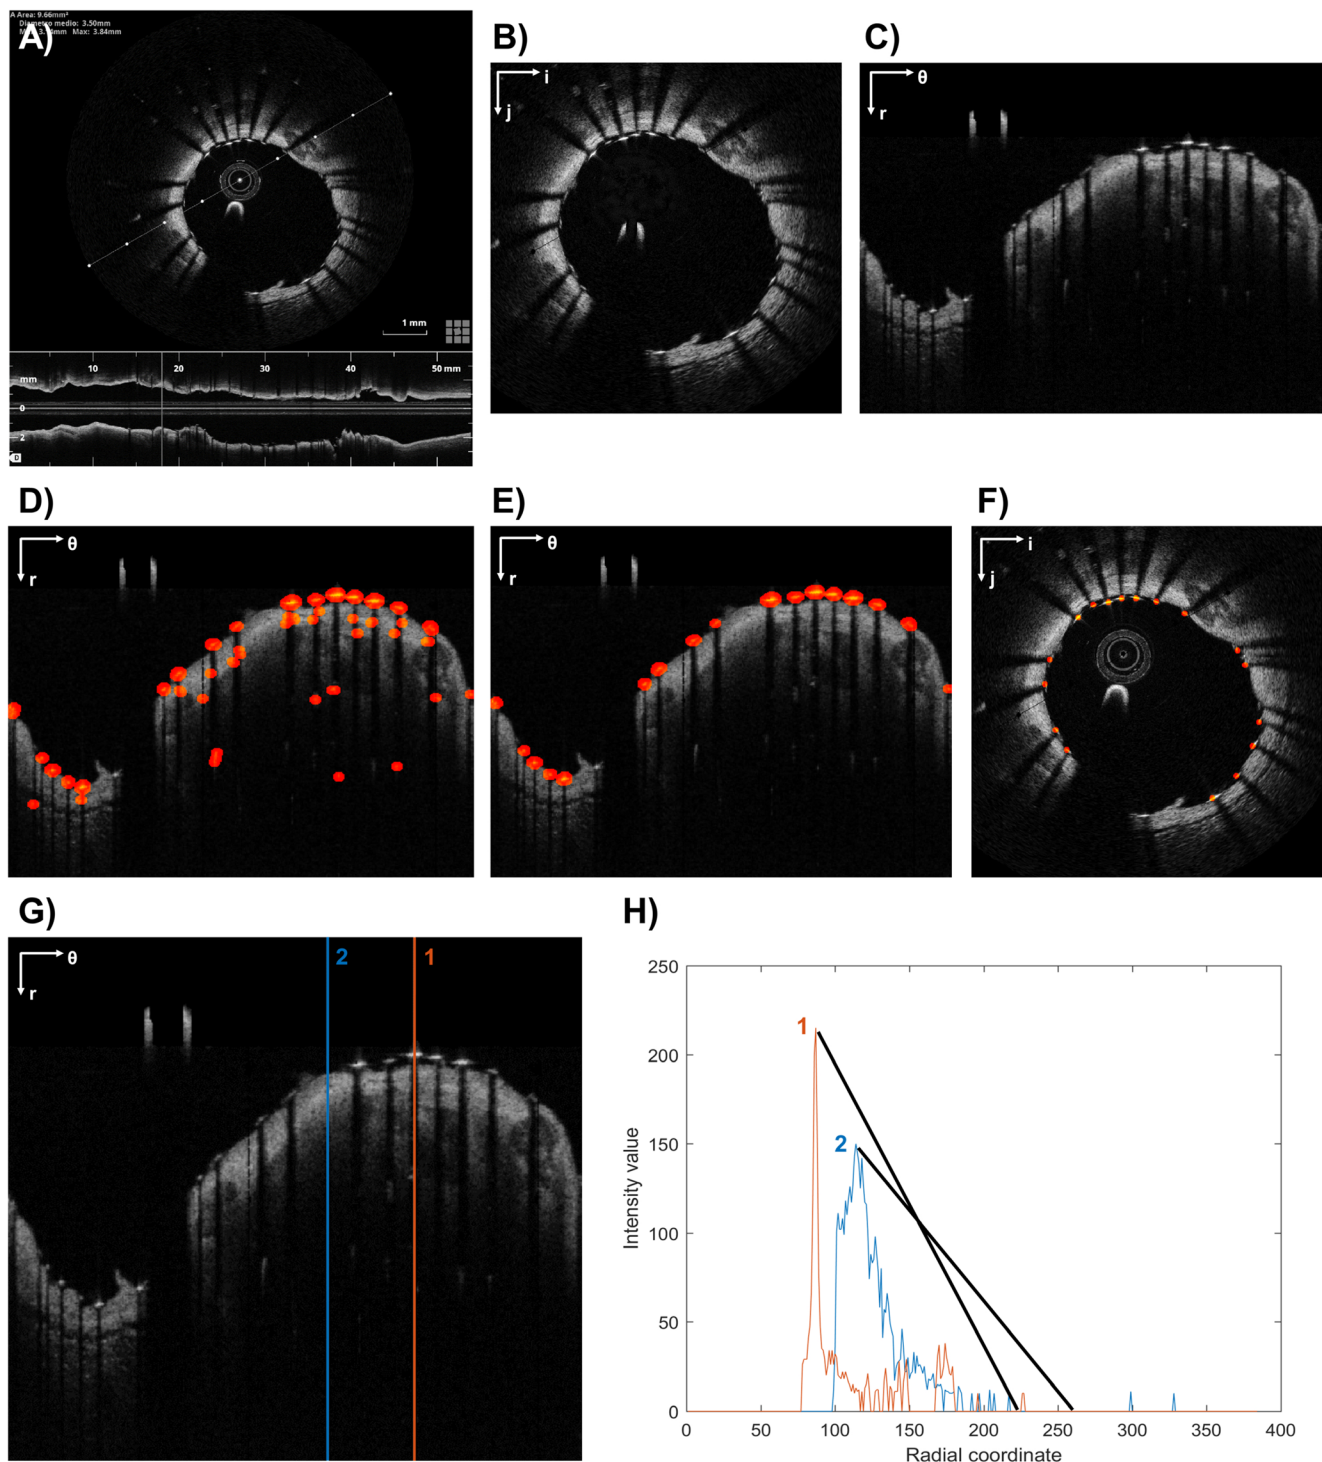 A Area: 9.66mm²
Diametro medio: 3.50mm
Max: 3.84mm
A)
1 mm
10 20 30 40 50 mm
mm
0
2
D
B)
i
j
C)
θ
r
D)
θ
r
E)
θ
r
F)
i
j
G)
θ
r
2
1
H)
250
200
150
100
50
0
0 50 100 150 200 250 300 350 400
Intensity value
Radial coordinate
1
2